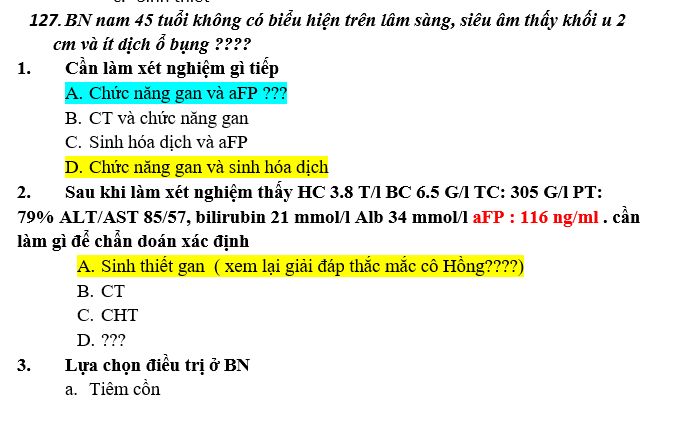 127. BN nam 45 tuổi không có biểu hiện trên lâm sàng, siêu âm thấy khối u 2
cm và ít dịch ổ bụng ????
1. Cần làm xét nghiệm gì tiếp
A. Chức năng gan và aFP ???
B. CT và chức năng gan
C. Sinh hóa dịch và aFP
D. Chức năng gan và sinh hóa dịch
2. Sau khi làm xét nghiệm thấy HC 3.8 T/l BC 6.5 G/l TC: 305 G/l PT:
79% ALT/AST 85/57, bilirubin 21 mmol/l Alb 34 mmol/l aFP : 116 ng/ml . cần
làm gì để chẩn đoán xác định
A. Sinh thiết gan ( xem lại giải đáp thắc mắc cô Hồng????)
B. CT
C. CHT
D. ???
3. Lựa chọn điều trị ở BN
a. Tiêm cồn